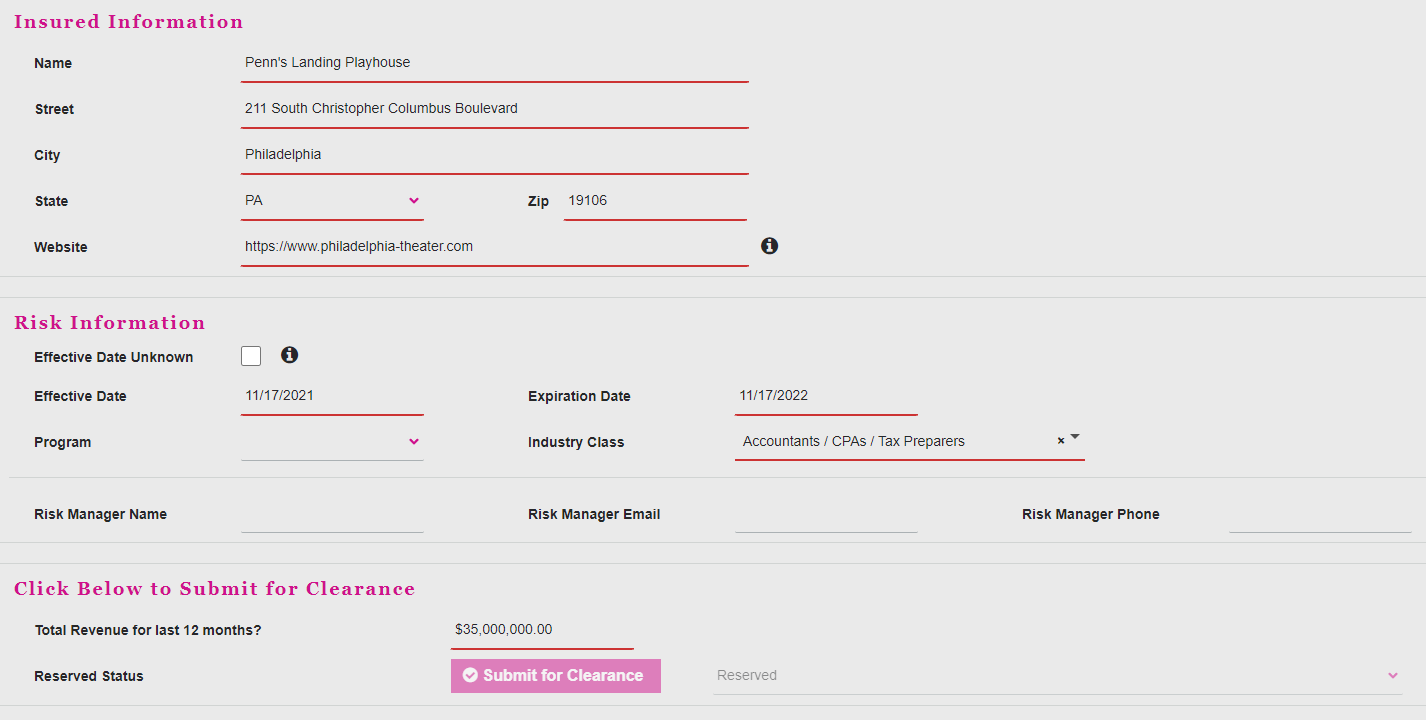 Insured Information
Name Penn's Landing Playhouse
Street 211 South Christopher Columbus Boulevard
City Philadelphia
State PA Zip 19106
Website https://www.philadelphia-theater.com
Risk Information
Effective Date Unknown
Effective Date 11/17/2021 Expiration Date 11/17/2022
Program Industry Class Accountants / CPAs / Tax Preparers ×
Risk Manager Name Risk Manager Email Risk Manager Phone
Click Below to Submit for Clearance
Total Revenue for last 12 months? $35,000,000.00
Reserved Status Submit for Clearance Reserved